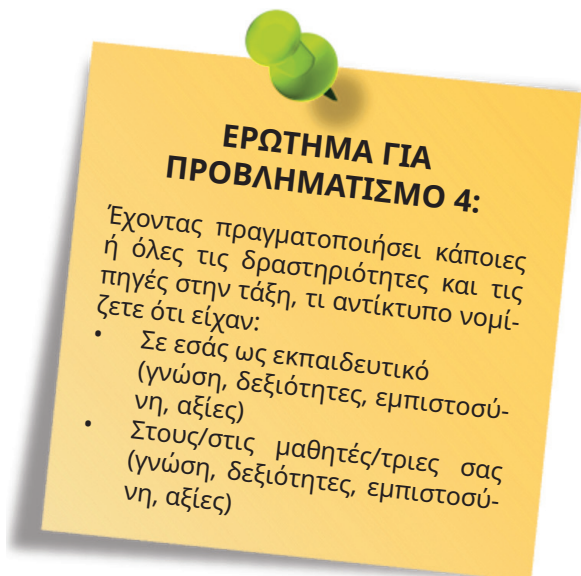 ΕΡΩΤΗΜΑ ΓΙΑ
ΠΡΟΒΛΗΜΑΤΙΣΜΟ 4:
Έχοντας πραγματοποιήσει κάποιες
ή όλες τις δραστηριότητες και τις
πηγές στην τάξη, τι αντίκτυπο νομί-
ζετε ότι είχαν:
• Σε εσάς ως εκπαιδευτικό
(γνώση, δεξιότητες, εμπιστοσύ-
νη, αξίες)
• Στους/στις μαθητές/τριες σας
(γνώση, δεξιότητες, εμπιστοσύ-
νη, αξίες)